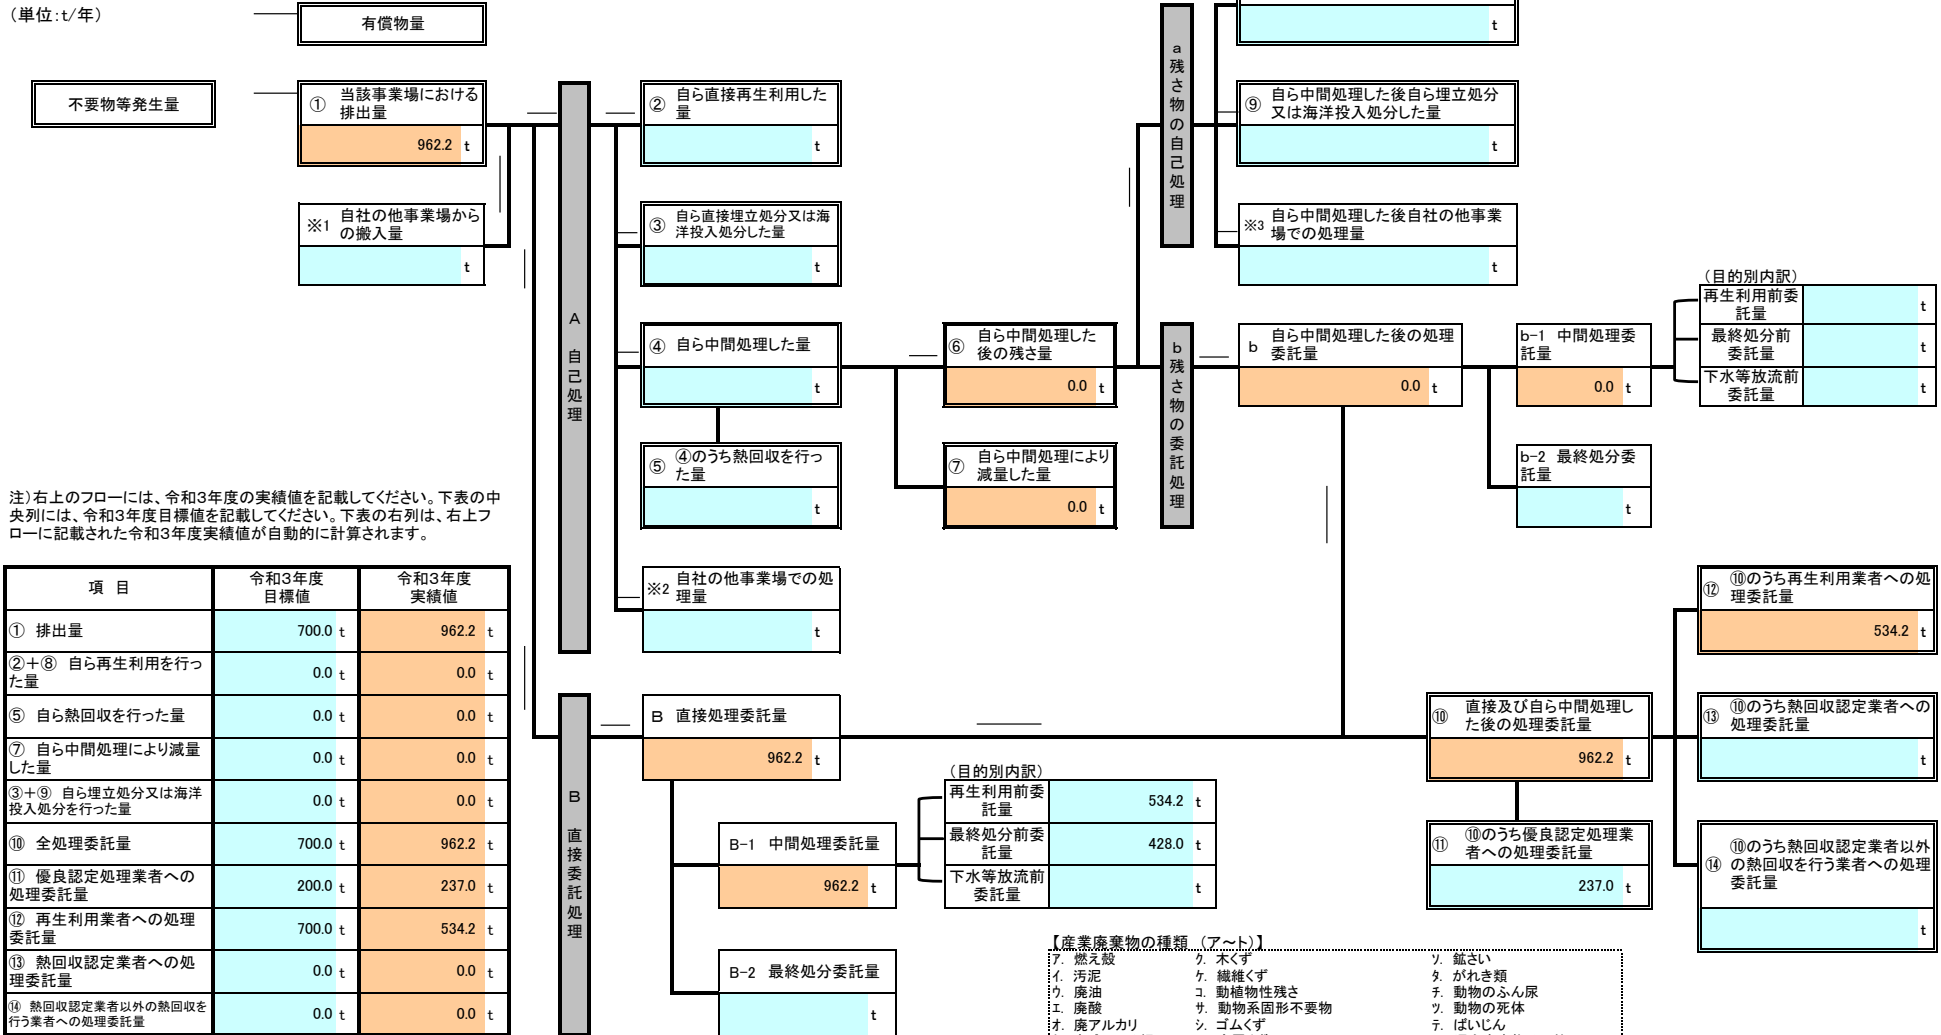 (単位:t/年)
有償物量
不要物等発生量
① 当該事業場における
排出量
962.2 t
※1 自社の他事業場から
の搬入量
t
A 自己処理
② 自ら直接再生利用した
量
t
③ 自ら直接埋立処分又は海
洋投入処分した量
t
④ 自ら中間処理した量
t
⑤ ④のうち熱回収を行っ
た量
t
※2 自社の他事業場での処
理量
t
⑥ 自ら中間処理した
後の残さ量
0.0 t
⑦ 自ら中間処理により
減量した量
0.0 t
a 残さ物の自己処理
t
⑨ 自ら中間処理した後自ら埋立処分
又は海洋投入処分した量
t
※3 自ら中間処理した後自社の他事業
場での処理量
t
b 残さ物の委託処理
b 自ら中間処理した後の処理
委託量
0.0 t
b-1 中間処理委
託量
0.0 t
b-2 最終処分委
託量
t
(目的別内訳)
再生利用前委
託量
t
最終処分前
委託量
t
下水等放流前
委託量
t
注)右上のフローには、令和3年度の実績値を記載してください。下表の中
央列には、令和3年度目標値を記載してください。下表の右列は、右上フ
ローに記載された令和3年度実績値が自動的に計算されます。
項 目
令和3年度
目標値
令和3年度
実績値
① 排出量 700.0 t 962.2 t
②+⑧ 自ら再生利用を行っ
た量 0.0 t 0.0 t
⑤ 自ら熱回収を行った量 0.0 t 0.0 t
⑦ 自ら中間処理により減量
した量 0.0 t 0.0 t
③+⑨ 自ら埋立処分又は海洋
投入処分を行った量 0.0 t 0.0 t
⑩ 全処理委託量 700.0 t 962.2 t
⑪ 優良認定処理業者への
処理委託量 200.0 t 237.0 t
⑫ 再生利用業者への処理
委託量 700.0 t 534.2 t
⑬ 熱回収認定業者への処
理委託量 0.0 t 0.0 t
⑭ 熱回収認定業者以外の熱回収を
行う業者への処理委託量 0.0 t 0.0 t
B 直接委託処理
B 直接処理委託量
962.2 t
B-1 中間処理委託量
962.2 t
B-2 最終処分委託量
t
(目的別内訳)
再生利用前委
託量
534.2 t
最終処分前委
託量
428.0 t
下水等放流前
委託量
t
⑩ 直接及び自ら中間処理し
た後の処理委託量
962.2 t
⑪ ⑩のうち優良認定処理業
者への処理委託量
237.0 t
⑫ ⑩のうち再生利用業者への処
理委託量
534.2 t
⑬ ⑩のうち熱回収認定業者への
処理委託量
t
⑭ ⑩のうち熱回収認定業者以外
の熱回収を行う業者への処理
委託量
t
【産業廃棄物の種類 (ア~ト)】
ア. 燃え殻 ク. 木くず ソ. 鉱さい
イ. 汚泥 ケ. 繊維くず タ. がれき類
ウ. 廃油 コ. 動植物性残さ チ. 動物のふん尿
エ. 廃酸 サ. 動物系固形不要物 ツ. 動物の死体
オ. 廃アルカリ シ. ゴムくず テ. ばいじん